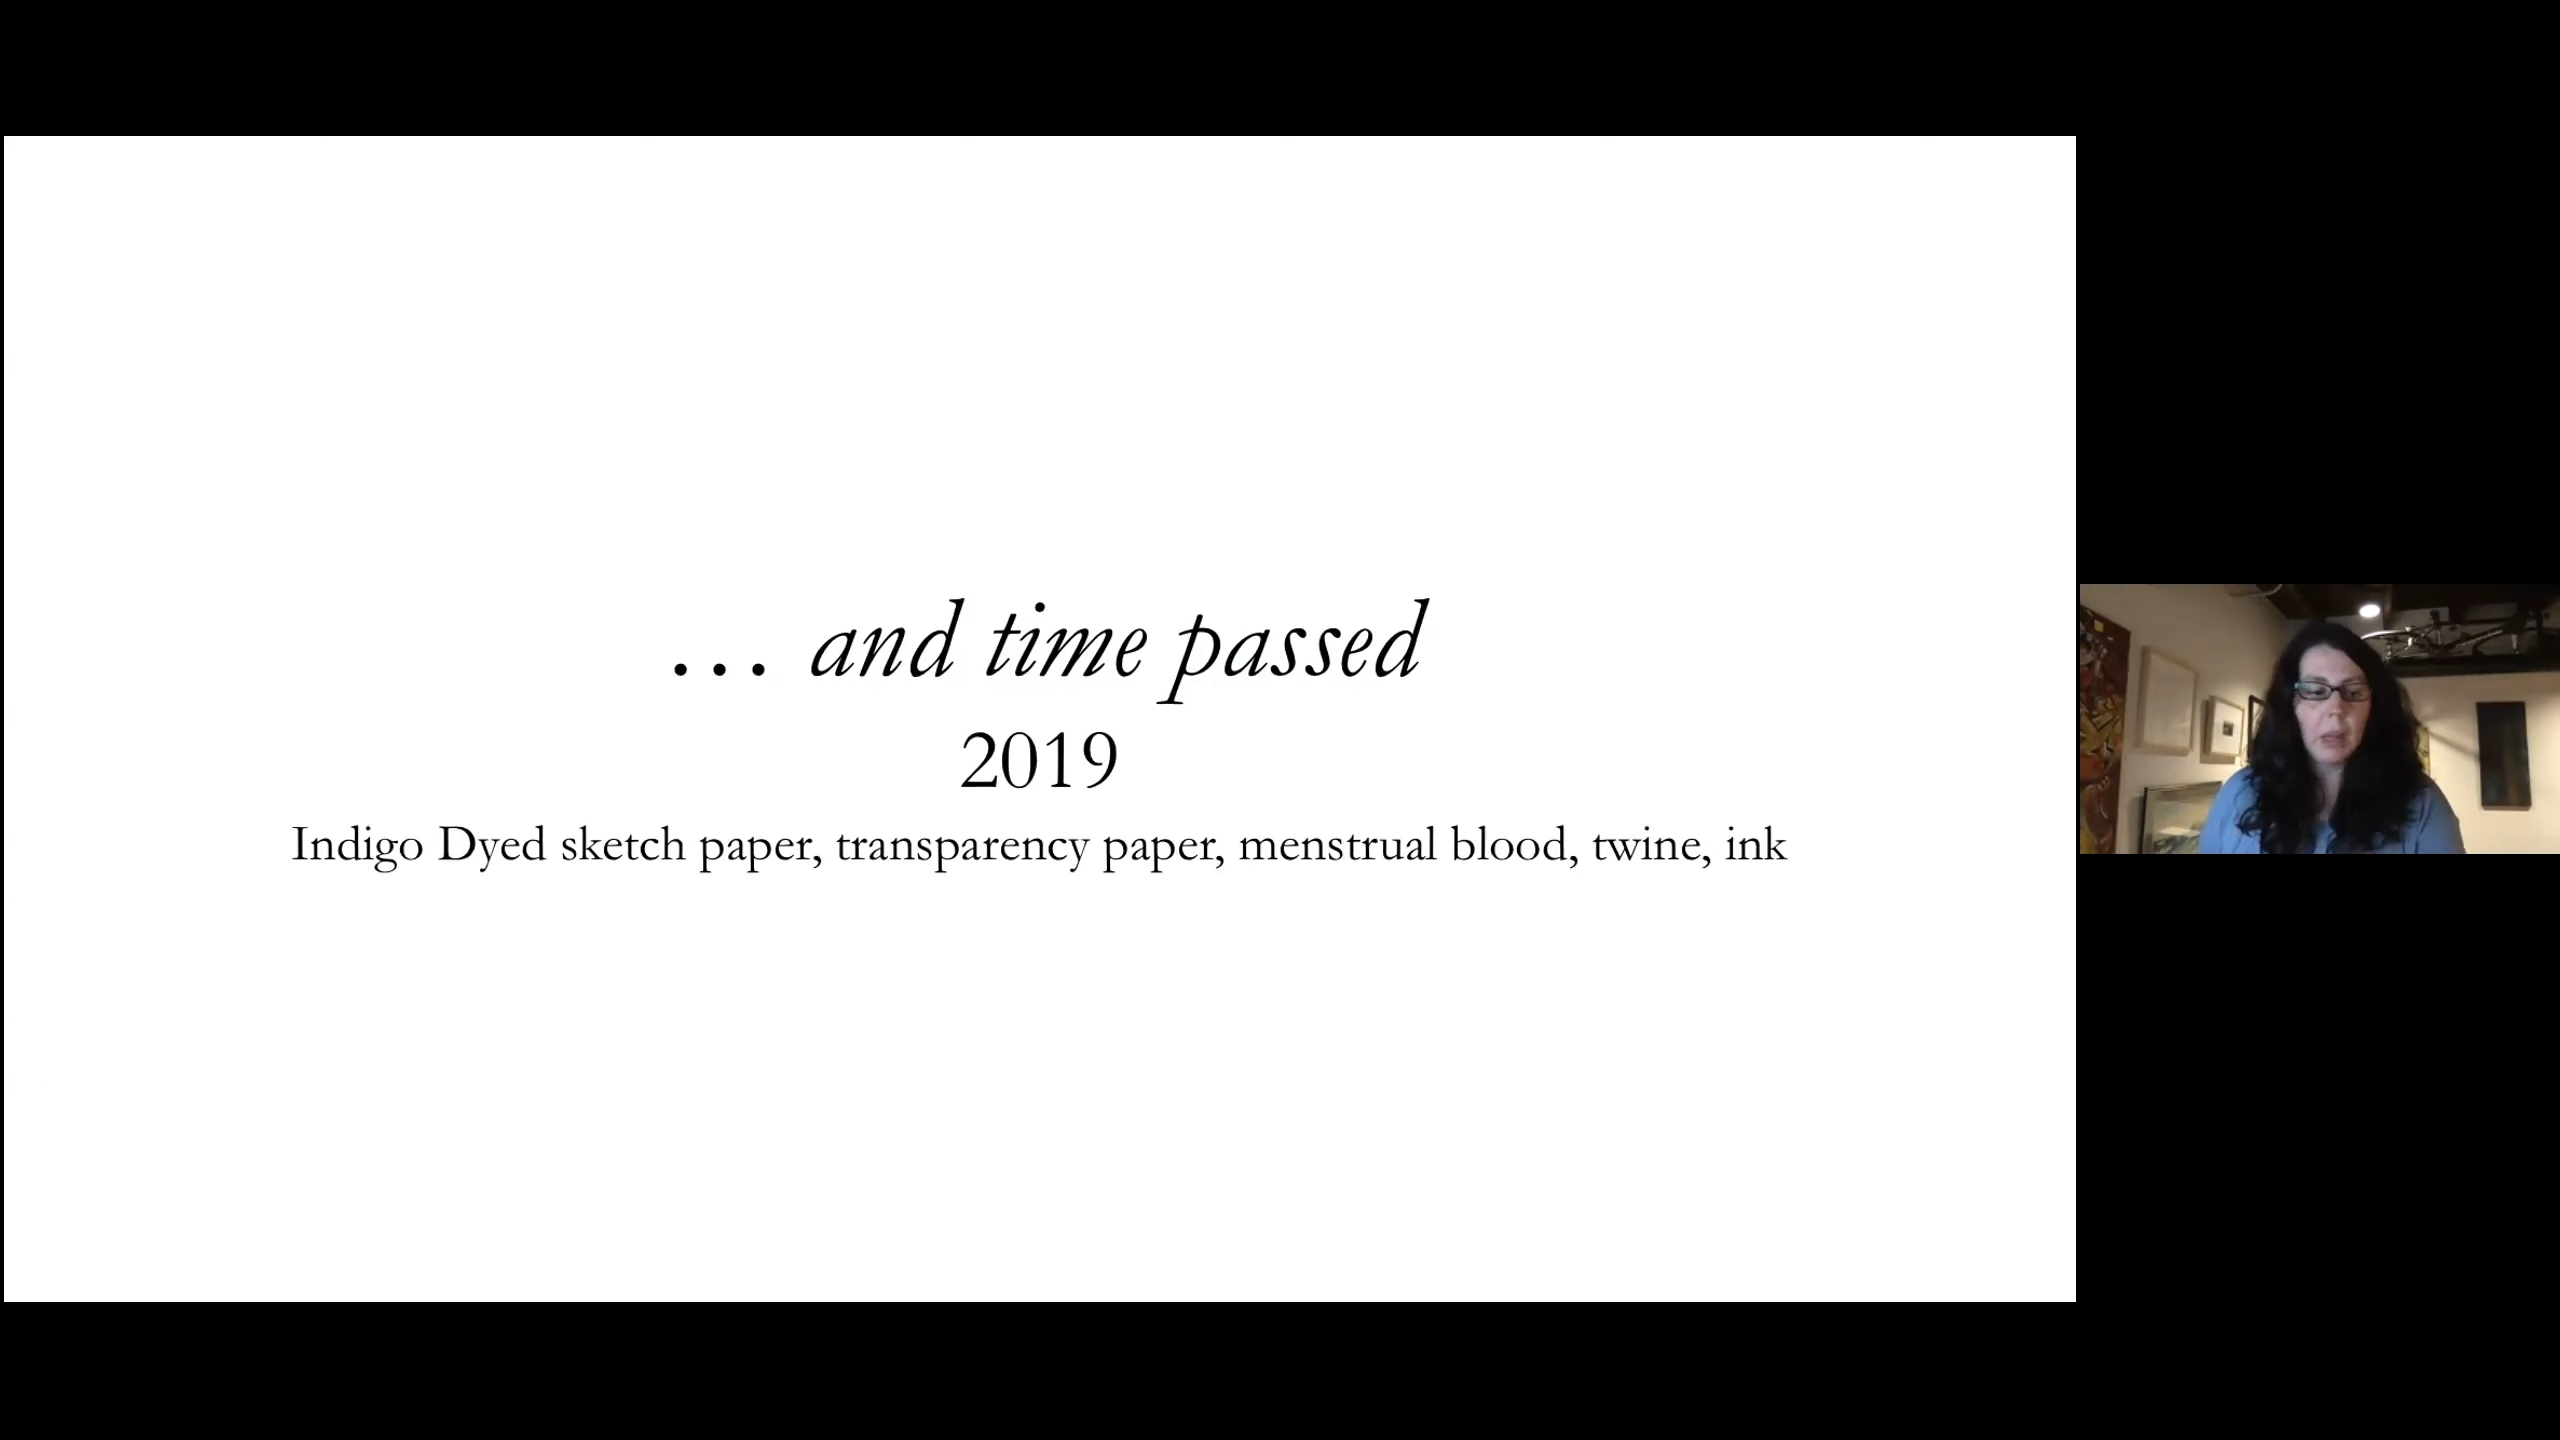 … and time passed
2019
Indigo Dyed sketch paper, transparency paper, menstrual blood, twine, ink